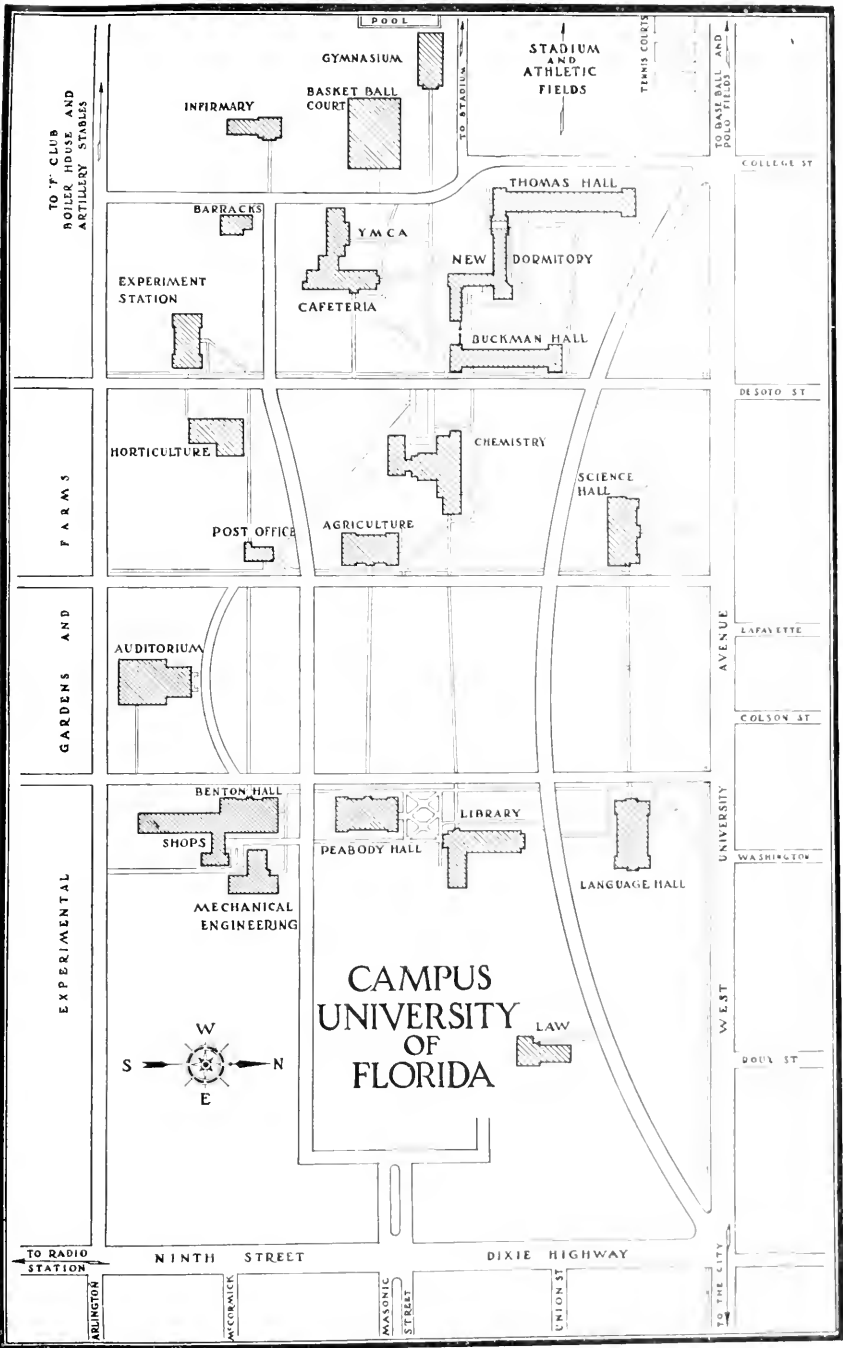 POOL
GYMNASIUM
STADIUM
AND
ATHLETIC
FIELDS
TENNIS COURTS
TO STADIUM
TO BASEBALL AND
POLO FIELDS
BASKET BALL
COURT
INFIRMARY
TO "F" CLUB
BOILER HOUSE AND
ARTILLERY STABLES
COLLEGE ST
THOMAS HALL
BARRACKS
YMCA
NEW DORMITORY
EXPERIMENT
STATION
CAFETERIA
BUCKMAN HALL
DESOTO ST
HORTICULTURE
CHEMISTRY
SCIENCE
HALL
POST OFFICE
AGRICULTURE
LAFAYETTE
AUDITORIUM
COLSON ST
EXPERIMENTAL GARDENS AND FARMS
WEST UNIVERSITY AVENUE
BENTON HALL
SHOPS
PEABODY HALL
LIBRARY
WASHINGTON
LANGUAGE HALL
MECHANICAL
ENGINEERING
CAMPUS
UNIVERSITY
OF
FLORIDA
LAW
W
S N
E
ROUX ST
TO RADIO
STATION
NINTH STREET
DIXIE HIGHWAY
TO THE CITY
ARLINGTON
McCORMICK
MASONIC
STREET
UNION ST